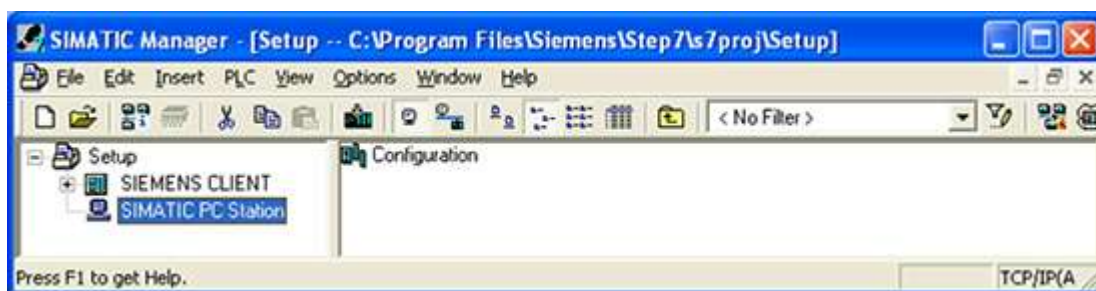 SIMATIC Manager - [Setup -- C:\Program Files\Siemens\Step7\s7proj\Setup]
File Edit Insert PLC View Options Window Help
< No Filter >
Setup
SIEMENS CLIENT
SIMATIC PC Station
Configuration
Press F1 to get Help.
TCP/IP(A